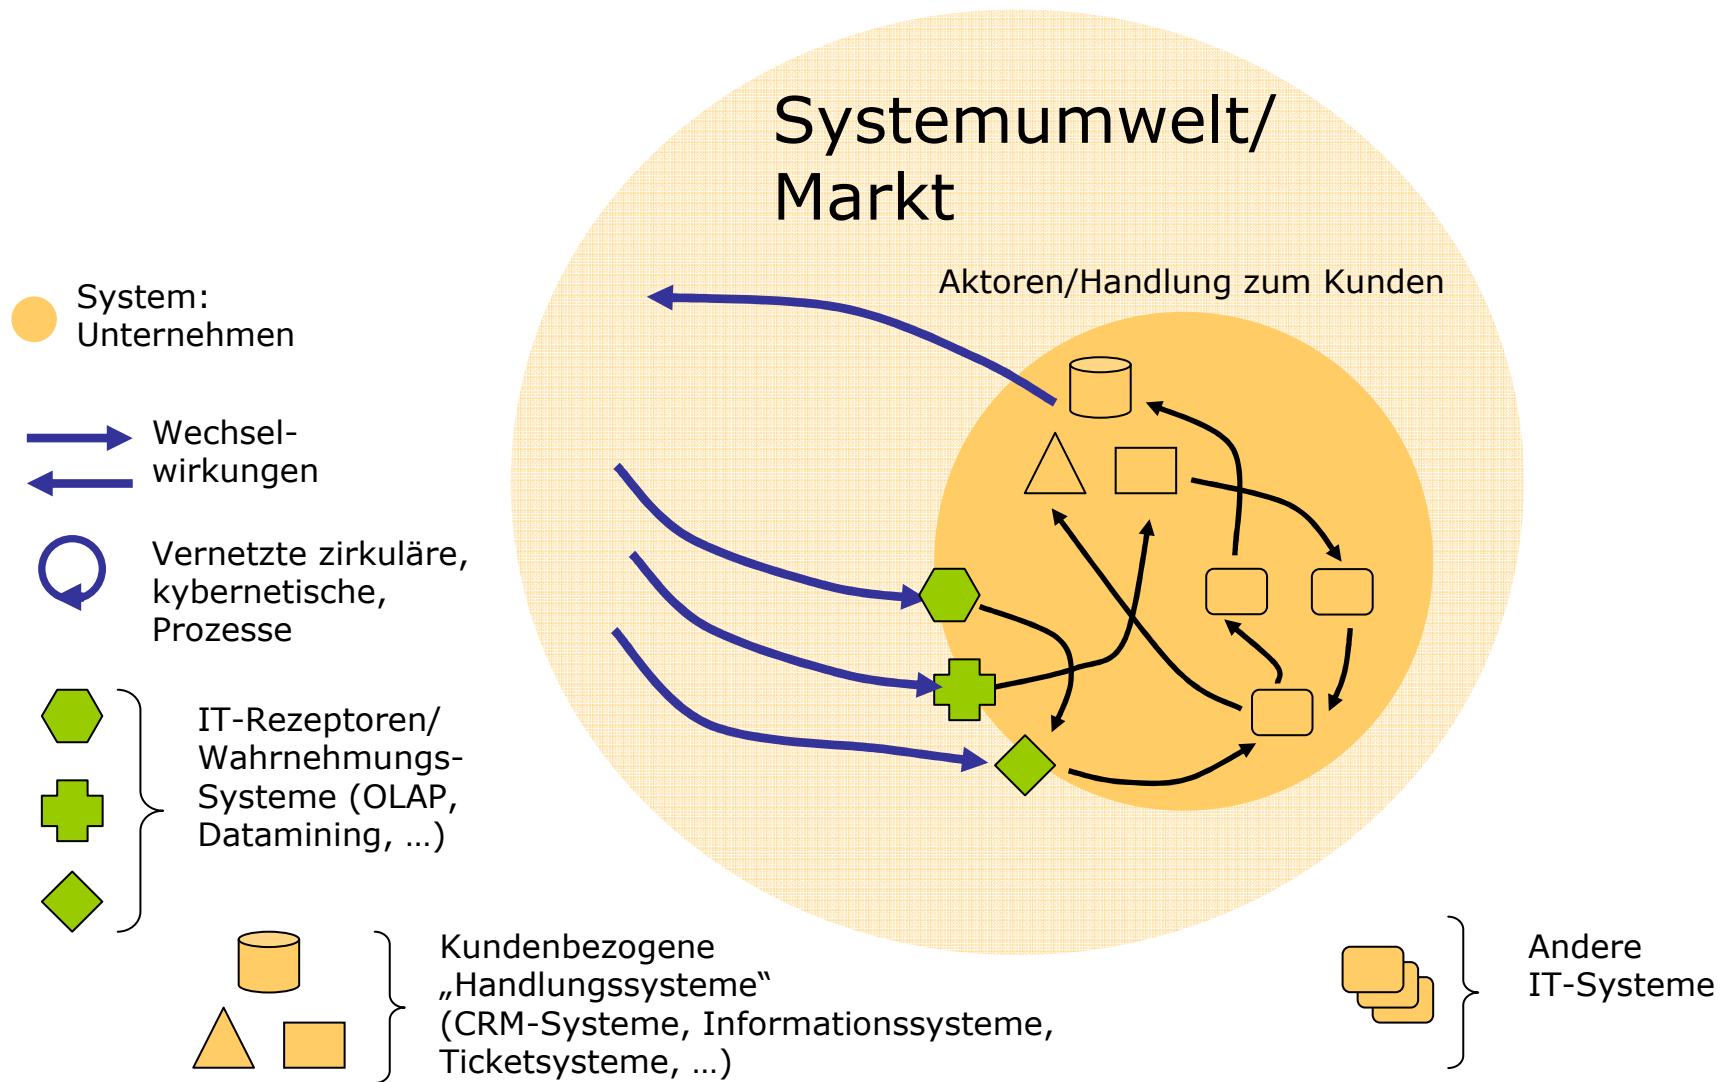 Systemumwelt/
Markt
Aktoren/Handlung zum Kunden
System:
Unternehmen
Wechsel-
wirkungen
Vernetzte zirkuläre,
kybernetische,
Prozesse
IT-Rezeptoren/
Wahrnehmungs-
Systeme (OLAP,
Datamining, …)
Kundenbezogene
„Handlungssysteme“
(CRM-Systeme, Informationssysteme,
Ticketsysteme, …)
Andere
IT-Systeme